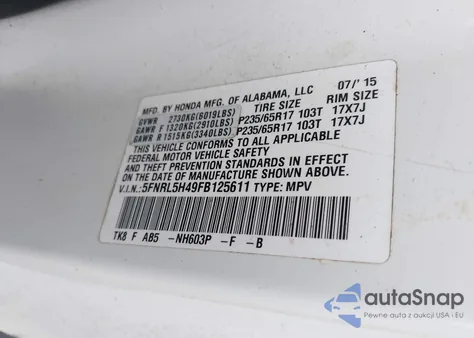 MFD. BY HONDA MFG. OF ALABAMA, LLC 07/'15
GVWR 2730KG(6019LBS) TIRE SIZE RIM SIZE
GAWR F 1320KG(2910LBS) P235/65R17 103T 17X7J
GAWR R 1515KG(3340LBS) P235/65R17 103T 17X7J
THIS VEHICLE CONFORMS TO ALL APPLICABLE
FEDERAL MOTOR VEHICLE SAFETY AND
THEFT PREVENTION STANDARDS IN EFFECT
ON THE DATE OF MANUFACTURE SHOWN ABOVE.
V.I.N.: 5FNRL5H49FB125611 TYPE: MPV
TK8 F AB5 -NH603P -F -B
autoSnap
Pewne auta z USA i EU